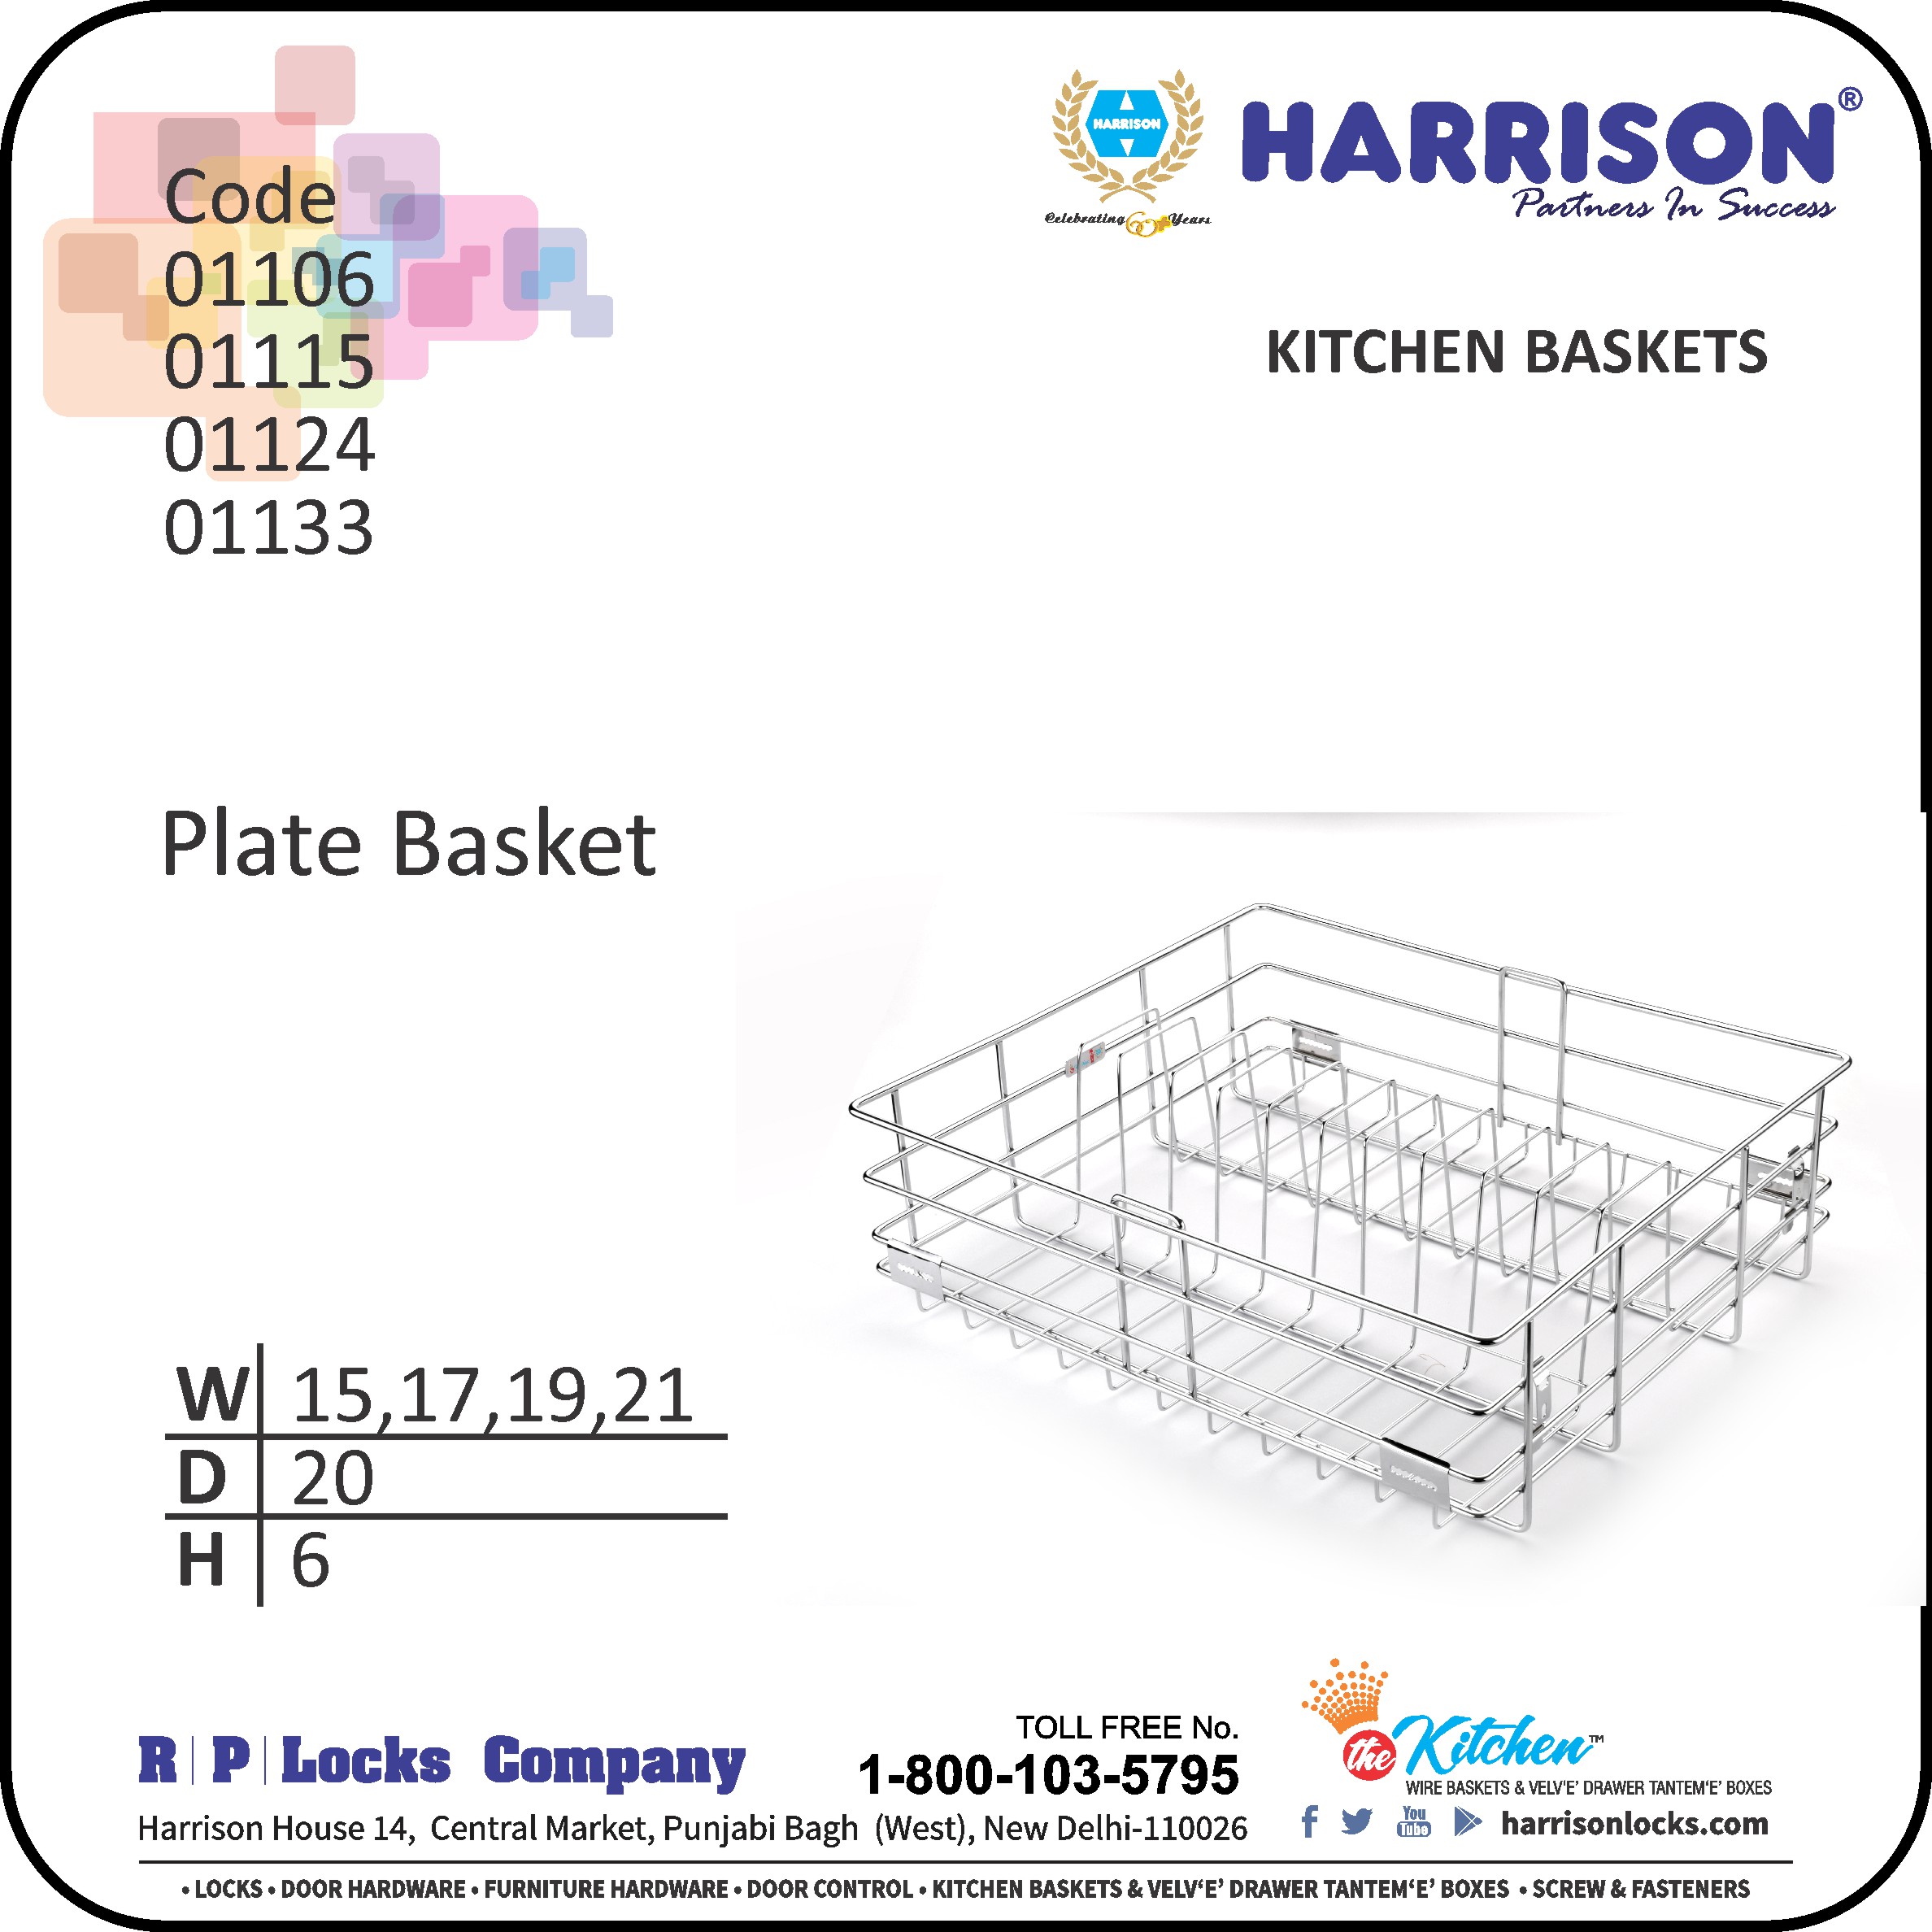 Code
01106
01115
01124
01133
HARRISON
Celebrating 60+ Years
HARRISON®
Partners In Success
KITCHEN BASKETS
Plate Basket
W 15,17,19,21
D 20
H 6
R P Locks Company
TOLL FREE No.
1-800-103-5795
Harrison House 14, Central Market, Punjabi Bagh (West), New Delhi-110026
the Kitchen™
WIRE BASKETS & VELV'E' DRAWER TANTEM'E' BOXES
f You Tube harrisonlocks.com
• LOCKS • DOOR HARDWARE • FURNITURE HARDWARE • DOOR CONTROL • KITCHEN BASKETS & VELV‘E’ DRAWER TANTEM‘E’ BOXES • SCREW & FASTENERS